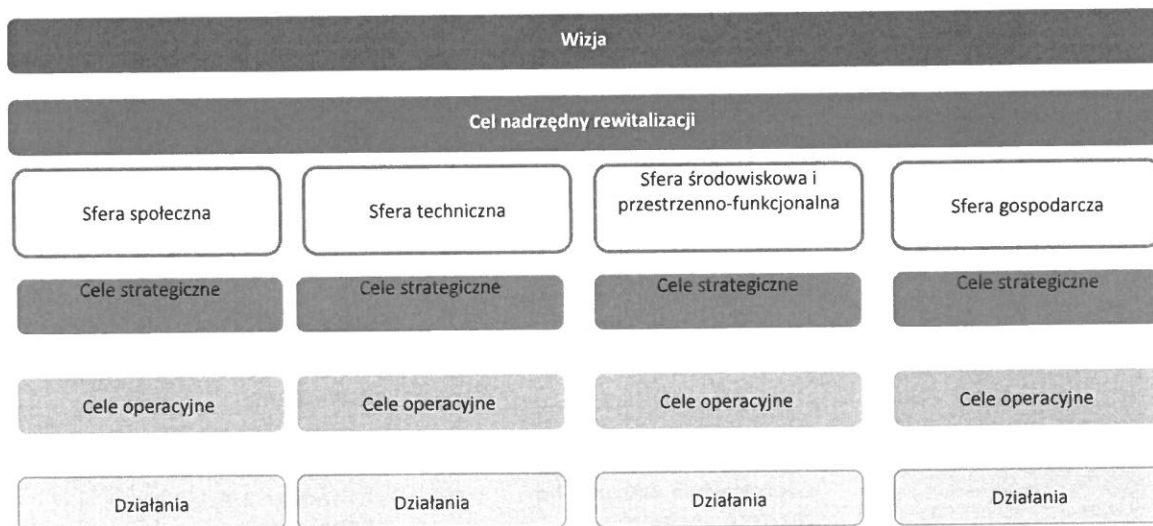 Wizja
Cel nadrzędny rewitalizacji
Sfera społeczna
Sfera techniczna
Sfera środowiskowa i
przestrzenno-funkcjonalna
Sfera gospodarcza
Cele strategiczne
Cele strategiczne
Cele strategiczne
Cele strategiczne
Cele operacyjne
Cele operacyjne
Cele operacyjne
Cele operacyjne
Działania
Działania
Działania
Działania